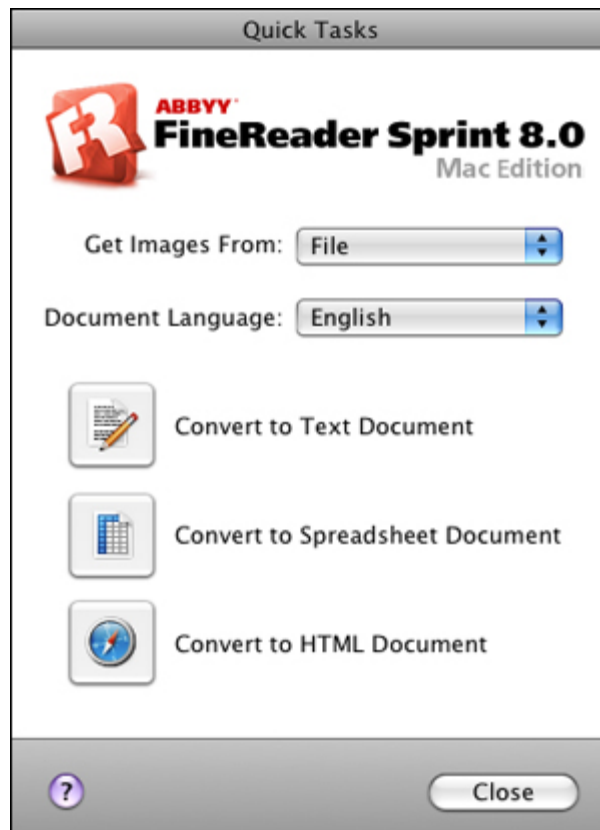 Quick Tasks
ABBYY
FineReader Sprint 8.0
Mac Edition
Get Images From: File
Document Language: English
Convert to Text Document
Convert to Spreadsheet Document
Convert to HTML Document
? Close